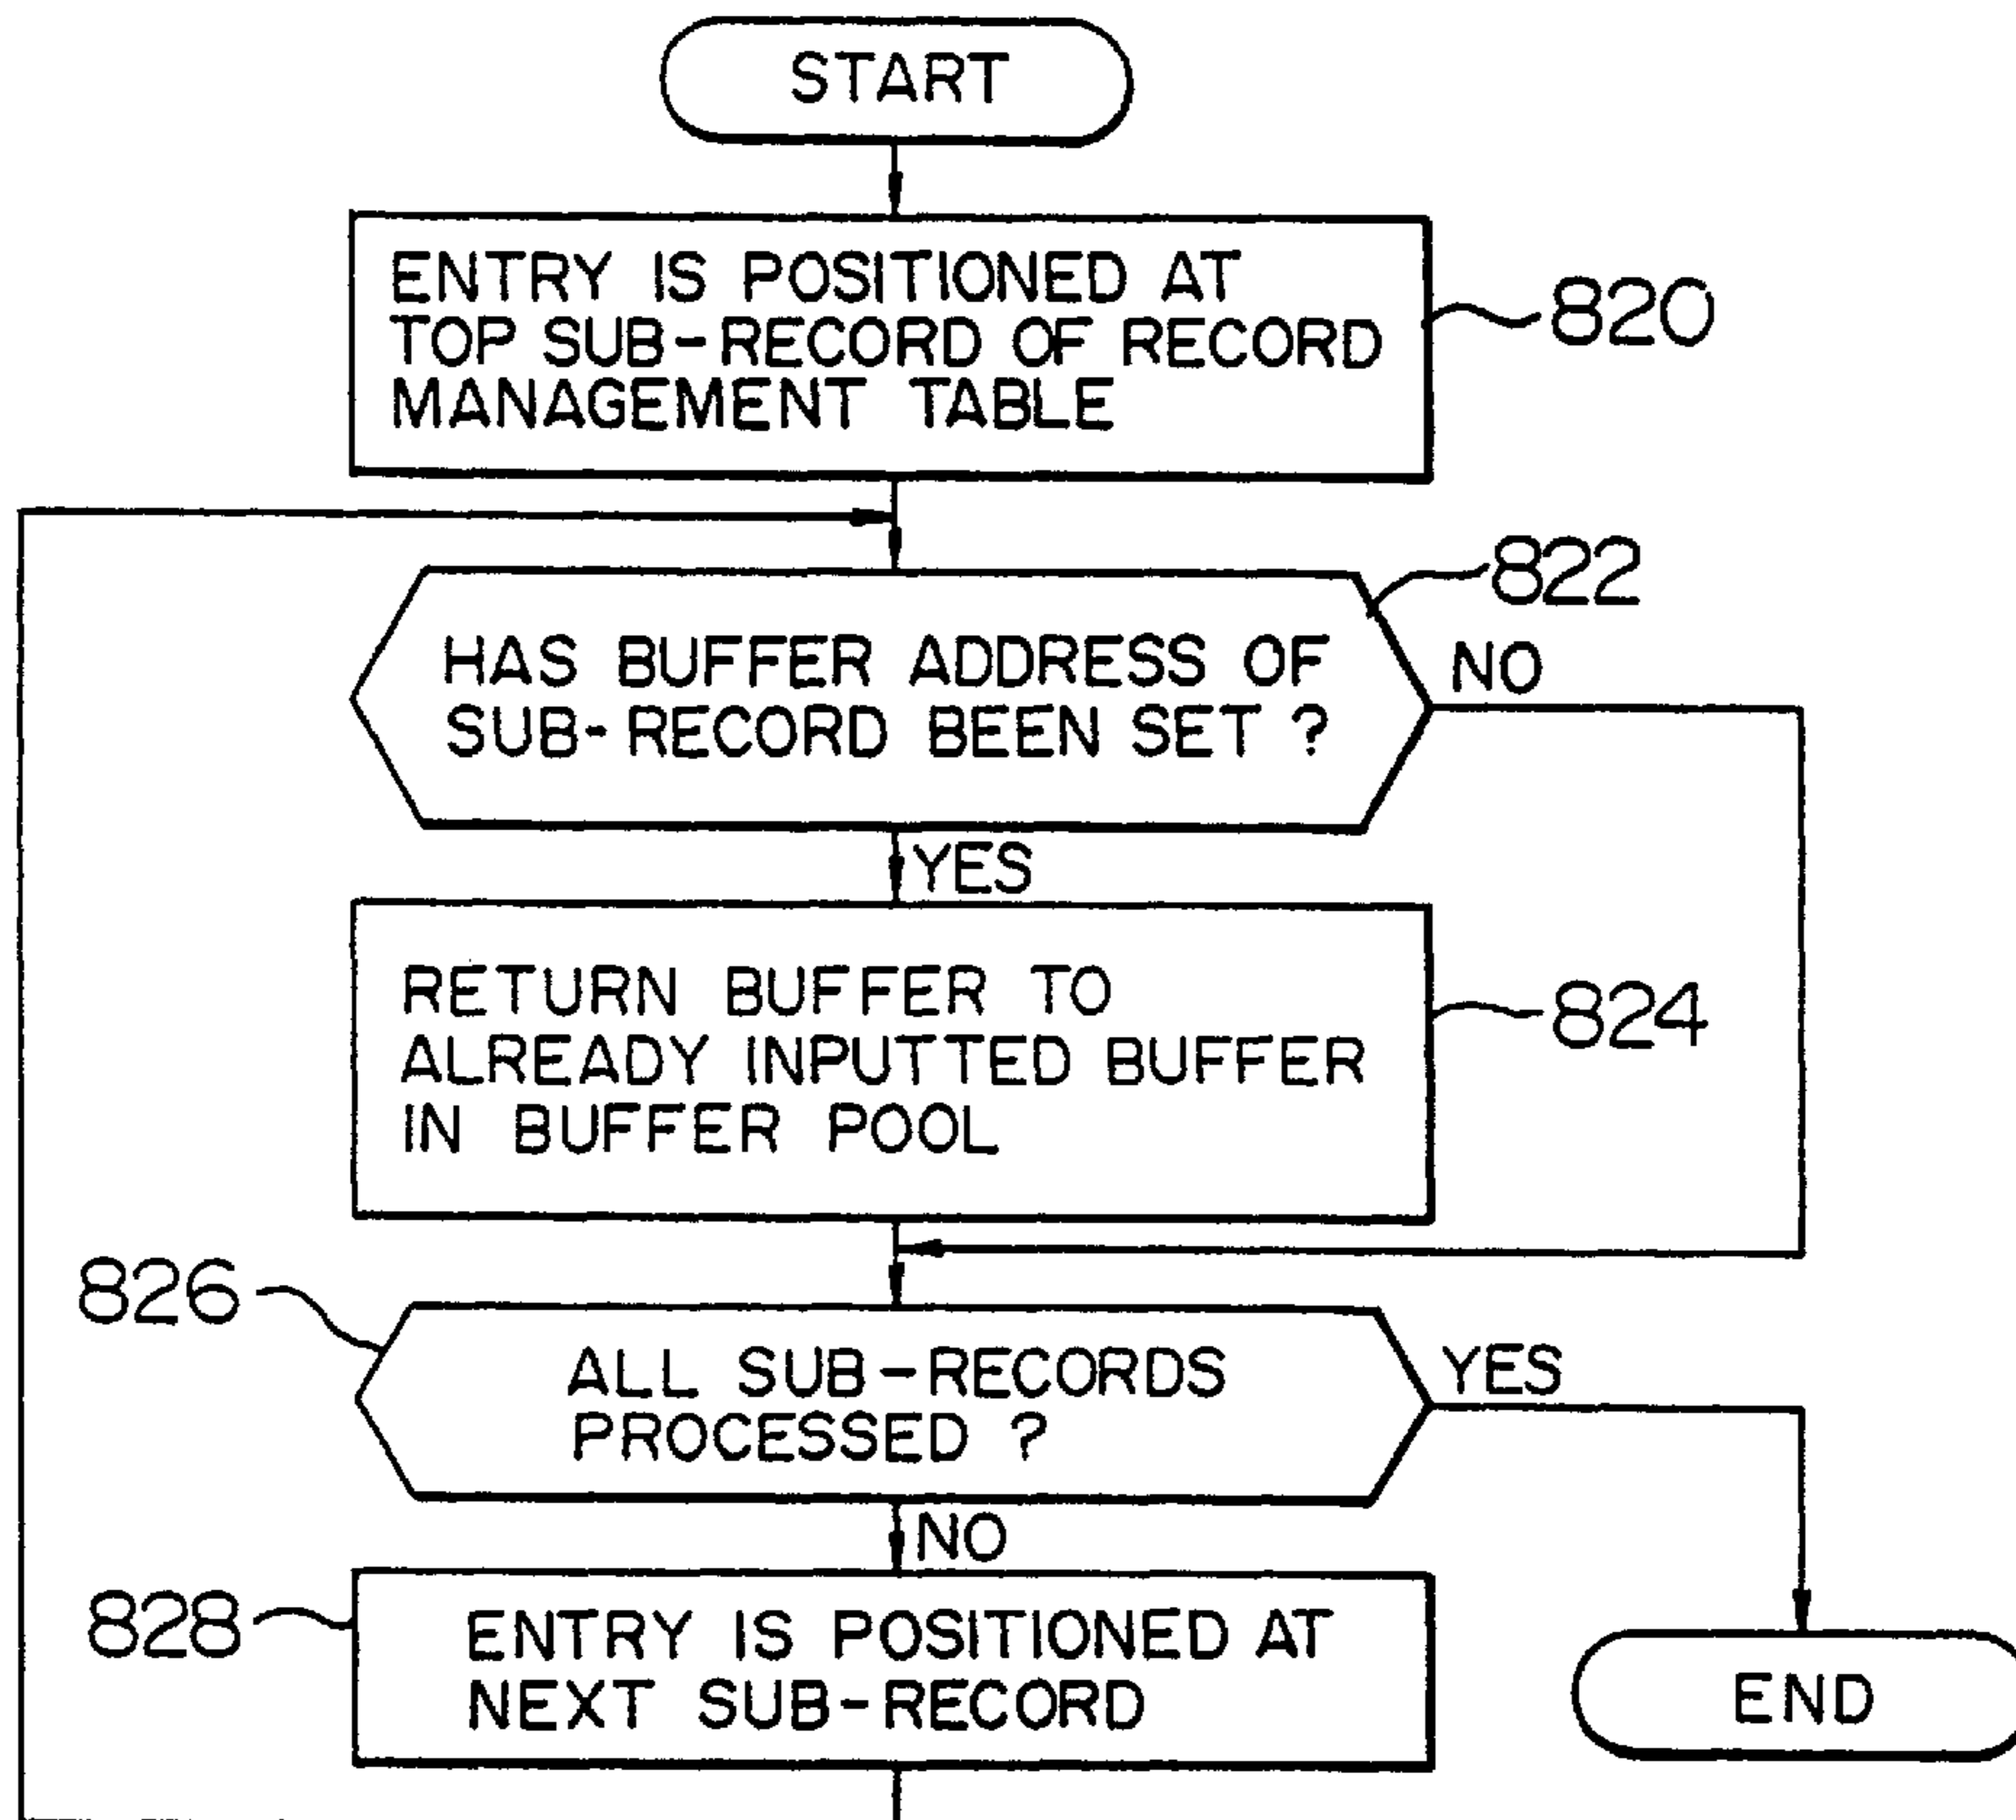 START
ENTRY IS POSITIONED AT
TOP SUB-RECORD OF RECORD
MANAGEMENT TABLE
820
822
HAS BUFFER ADDRESS OF
SUB-RECORD BEEN SET ?
NO
YES
RETURN BUFFER TO
ALREADY INPUTTED BUFFER
IN BUFFER POOL
824
826
ALL SUB-RECORDS
PROCESSED ?
YES
NO
828
ENTRY IS POSITIONED AT
NEXT SUB-RECORD
END